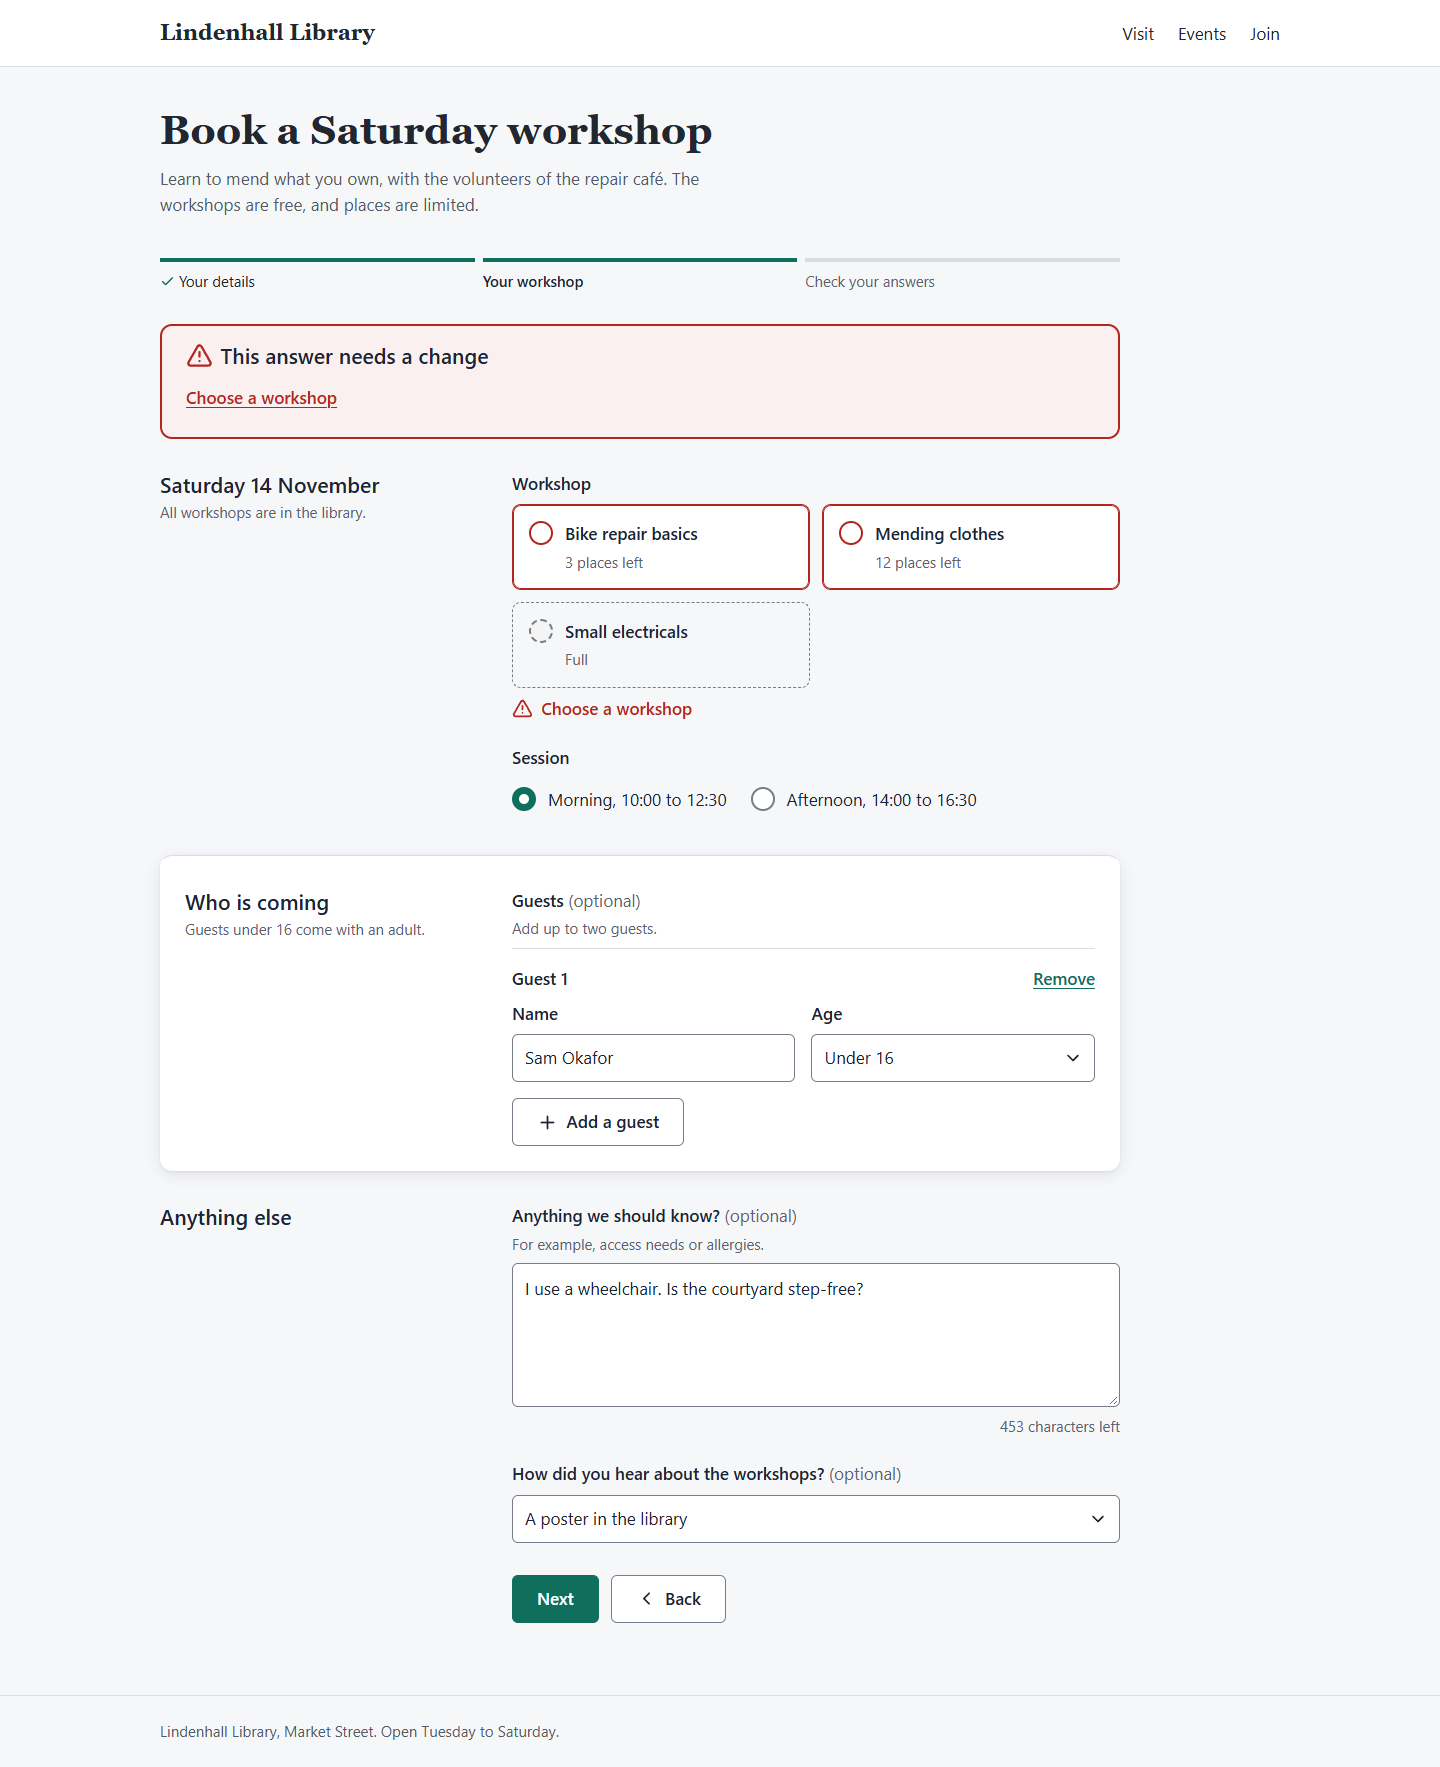 Lindenhall Library
Visit Events Join
Book a Saturday workshop
Learn to mend what you own, with the volunteers of the repair café. The
workshops are free, and places are limited.
Your details
Your workshop
Check your answers
This answer needs a change
Choose a workshop
Saturday 14 November
All workshops are in the library.
Workshop
Bike repair basics
3 places left
Mending clothes
12 places left
Small electricals
Full
Choose a workshop
Session
Morning, 10:00 to 12:30
Afternoon, 14:00 to 16:30
Who is coming
Guests under 16 come with an adult.
Guests (optional)
Add up to two guests.
Guest 1
Remove
Name
Sam Okafor
Age
Under 16
Add a guest
Anything else
Anything we should know? (optional)
For example, access needs or allergies.
I use a wheelchair. Is the courtyard step-free?
453 characters left
How did you hear about the workshops? (optional)
A poster in the library
Next
Back
Lindenhall Library, Market Street. Open Tuesday to Saturday.